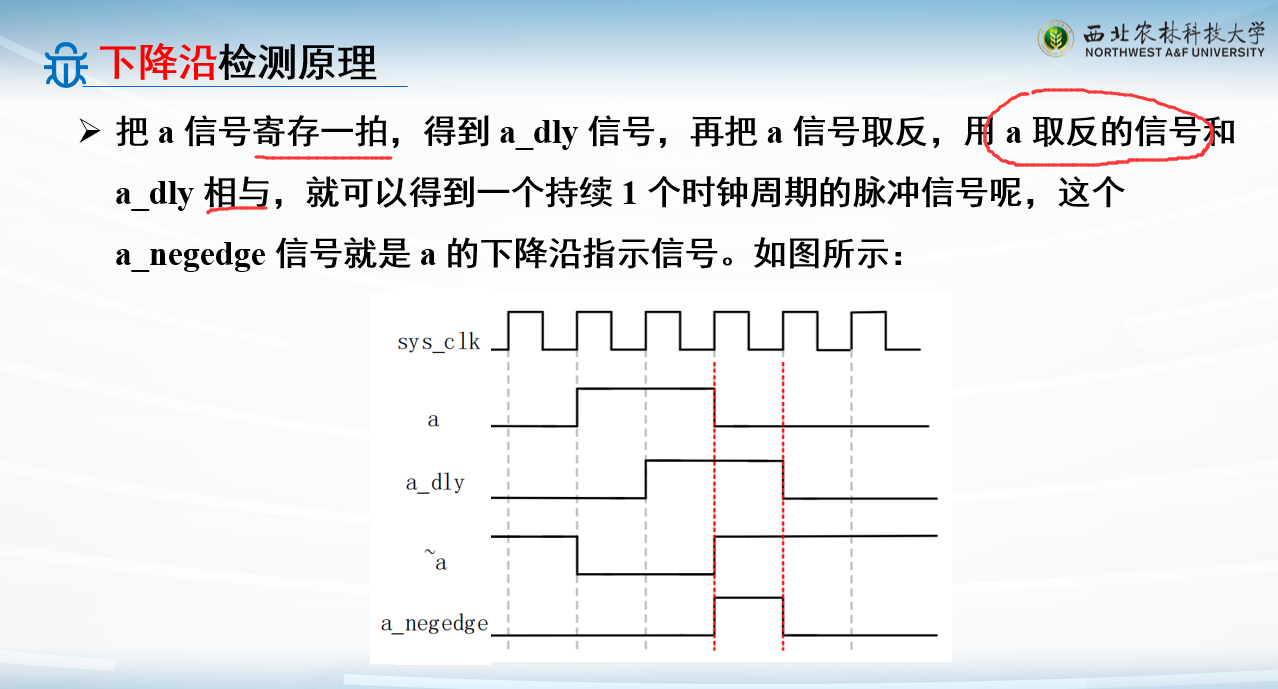 西北农林科技大学
NORTHWEST A&F UNIVERSITY
下降沿检测原理
把 a 信号寄存一拍，得到 a_dly 信号，再把 a 信号取反，用 a 取反的信号和
a_dly 相与，就可以得到一个持续 1 个时钟周期的脉冲信号呢，这个
a_negedge 信号就是 a 的下降沿指示信号。如图所示：
sys_clk
a
a_dly
~a
a_negedge